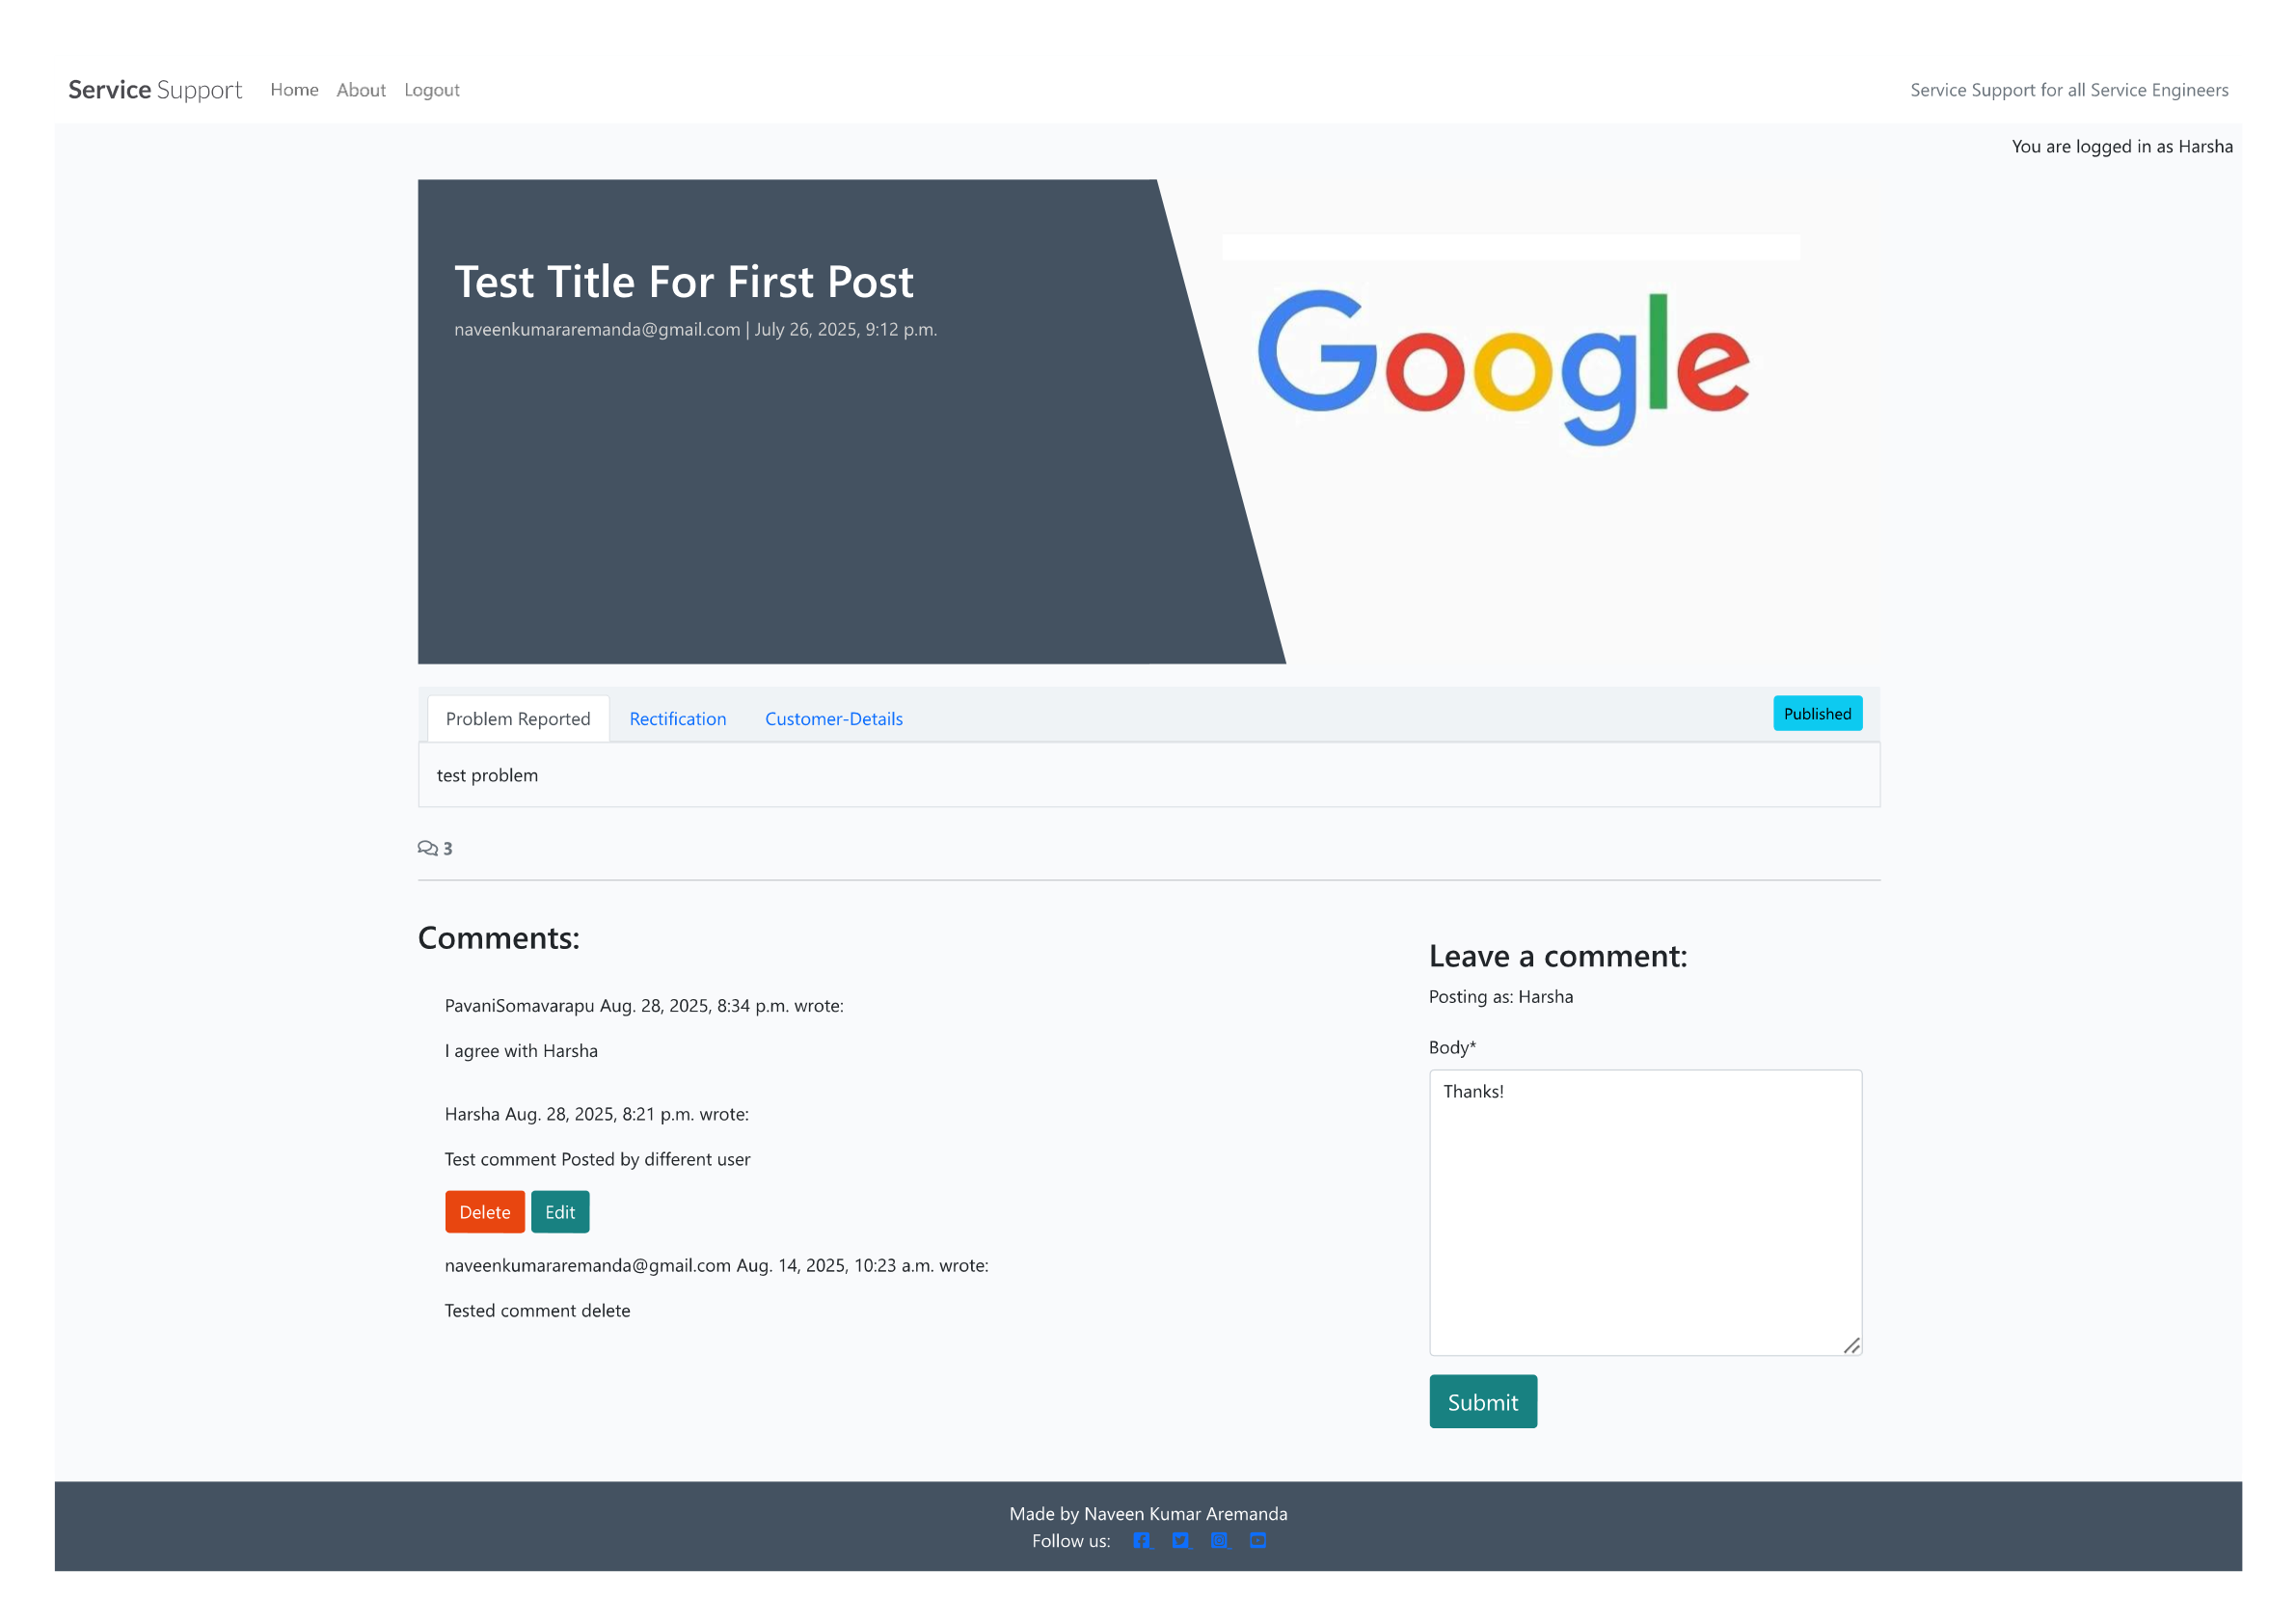 Service Support Home About Logout Service Support for all Service Engineers
You are logged in as Harsha
Test Title For First Post
naveenkumararemanda@gmail.com | July 26, 2025, 9:12 p.m.
Google
Problem Reported Rectification Customer-Details Published
test problem
3
Comments:
PavaniSomavarapu Aug. 28, 2025, 8:34 p.m. wrote:
I agree with Harsha
Harsha Aug. 28, 2025, 8:21 p.m. wrote:
Test comment Posted by different user
Delete Edit
naveenkumararemanda@gmail.com Aug. 14, 2025, 10:23 a.m. wrote:
Tested comment delete
Leave a comment:
Posting as: Harsha
Body*
Thanks!
Submit
Made by Naveen Kumar Aremanda
Follow us: